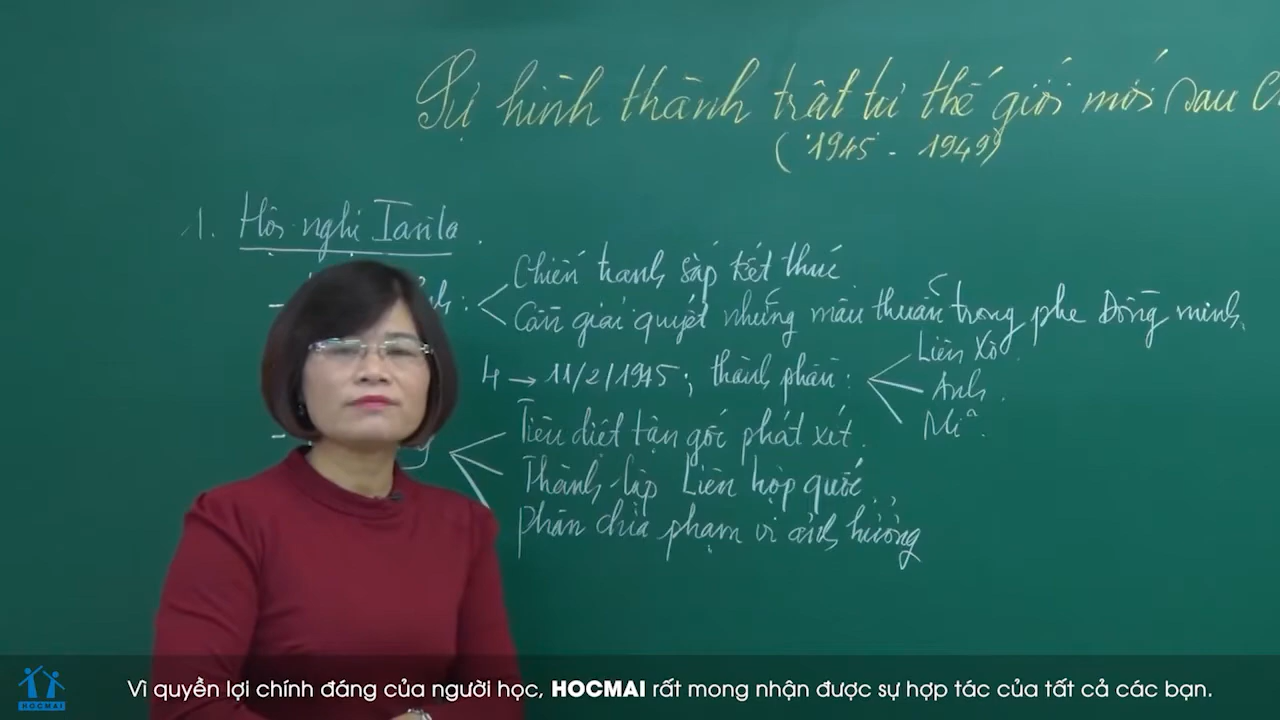 Sự hình thành trật tự thế giới mới sau
(1945 - 1949)
1. Hội nghị Ianta.
- :
Chiến tranh sắp kết thúc
Cần giải quyết những mâu thuẫn trong phe Đồng minh.
4 → 11/2/1945; thành phần:
Liên Xô.
Anh.
Mĩ.
-
Tiêu diệt tận gốc phát xít.
Thành lập Liên hợp quốc
Phân chia phạm vi ảnh hưởng
HOCMAI
Vì quyền lợi chính đáng của người học, HOCMAI rất mong nhận được sự hợp tác của tất cả các bạn.